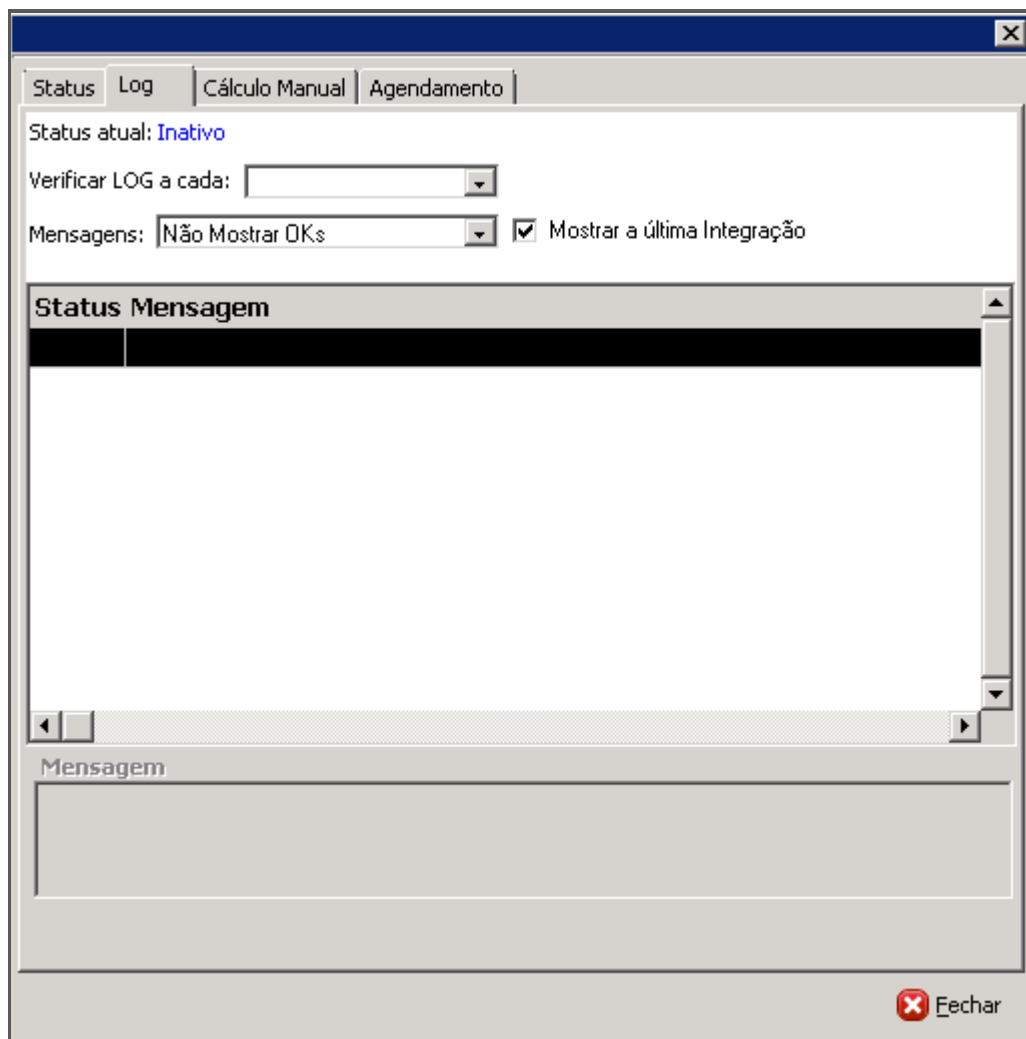 Status Log Cálculo Manual Agendamento
Status atual: Inativo
Verificar LOG a cada:
Mensagens: Não Mostrar OKs Mostrar a última Integração
Status Mensagem
Mensagem
Fechar